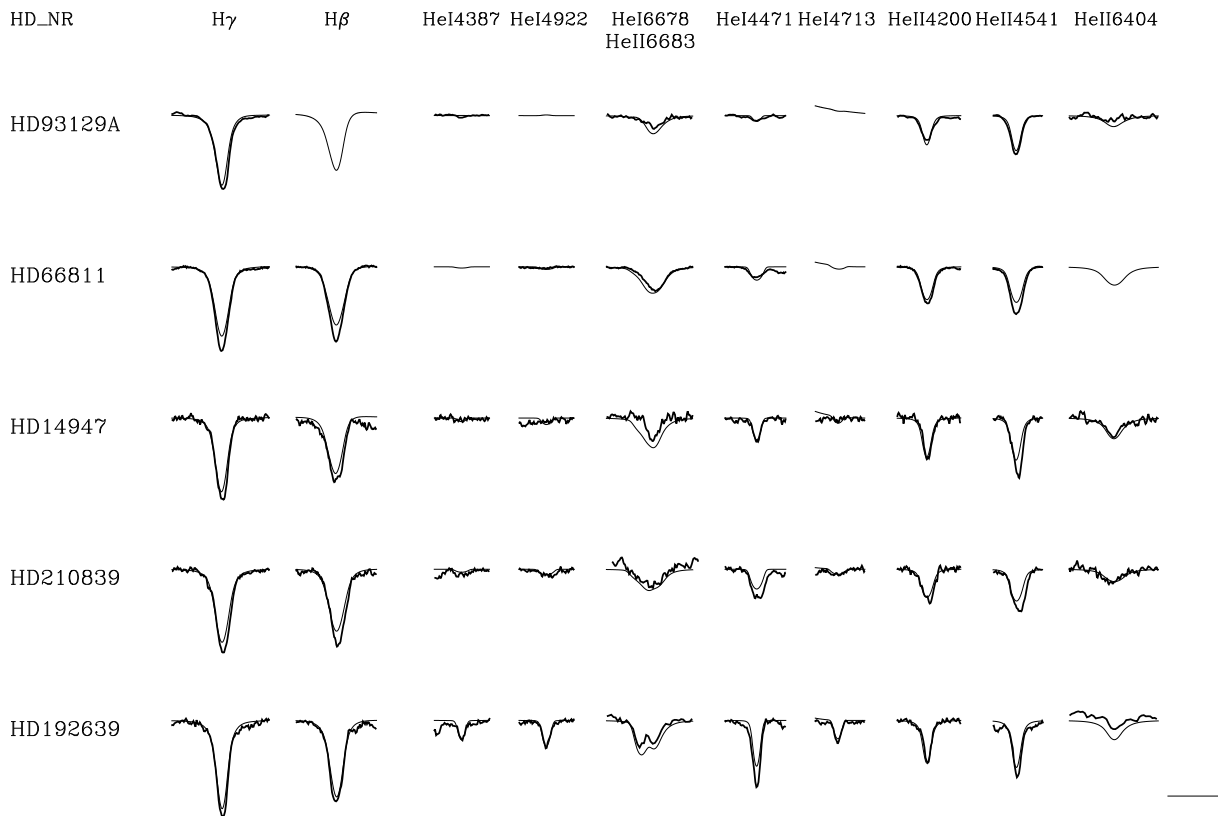 HD_NR Hγ Hβ HeI4387 HeI4922 HeI6678 HeI4471 HeI4713 HeII4200 HeII4541 HeII6404
HeII6683
HD93129A
HD66811
HD14947
HD210839
HD192639